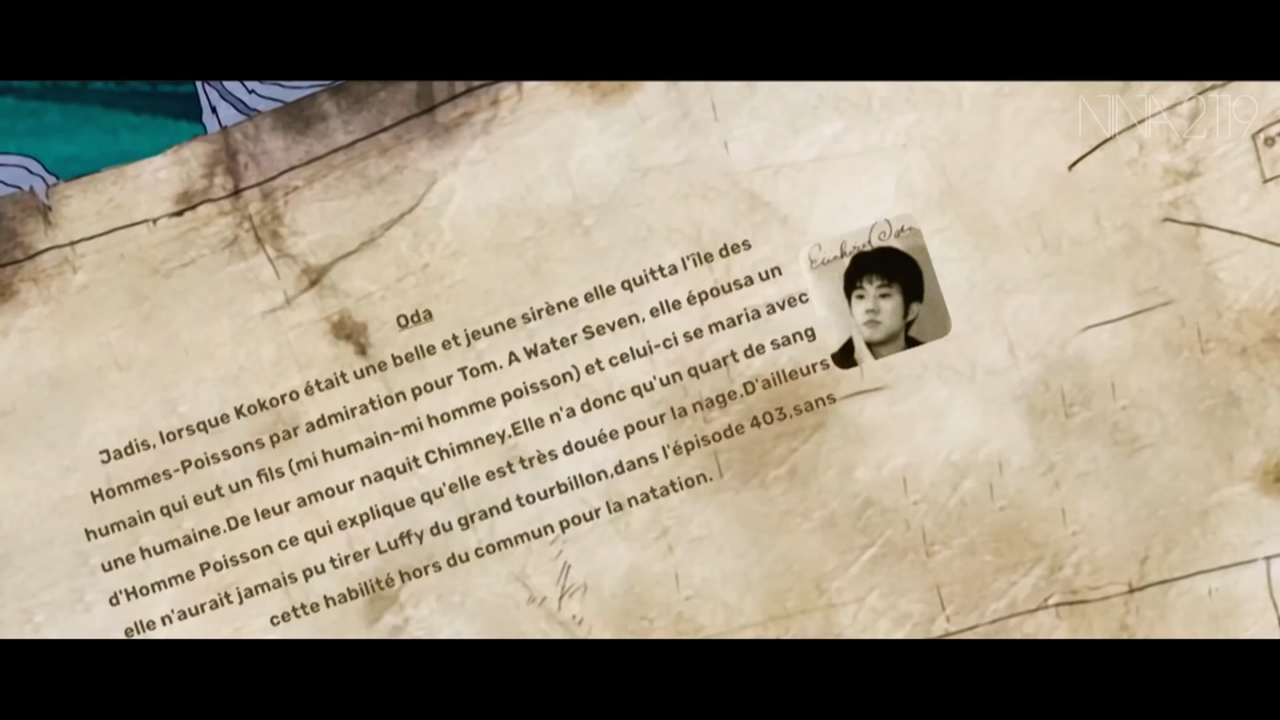 NINA 2119
Oda
Jadis, lorsque Kokoro était une belle et jeune sirène elle quitta l'île des
Hommes-Poissons par admiration pour Tom. A Water Seven, elle épousa un
humain qui eut un fils (mi humain-mi homme poisson) et celui-ci se maria avec
une humaine.De leur amour naquit Chimney.Elle n'a donc qu'un quart de sang
d'Homme Poisson ce qui explique qu'elle est très douée pour la nage.D'ailleurs
elle n'aurait jamais pu tirer Luffy du grand tourbillon,dans l'épisode 403,sans
cette habilité hors du commun pour la natation.